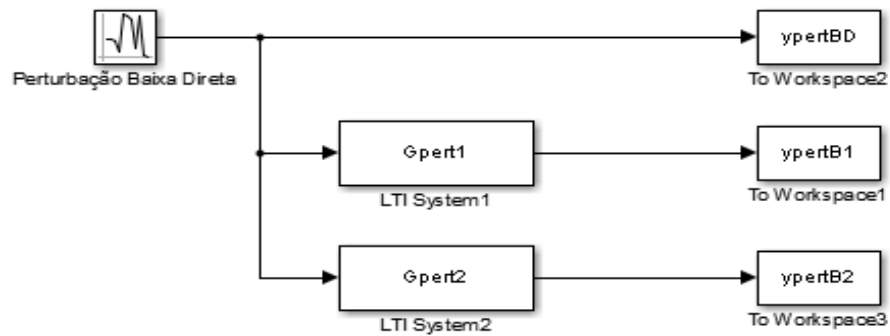 ypertBD
Perturbação Baixa Direta
To Workspace2
Gpert1
ypertB1
LTI System1
To Workspace1
Gpert2
ypertB2
LTI System2
To Workspace3